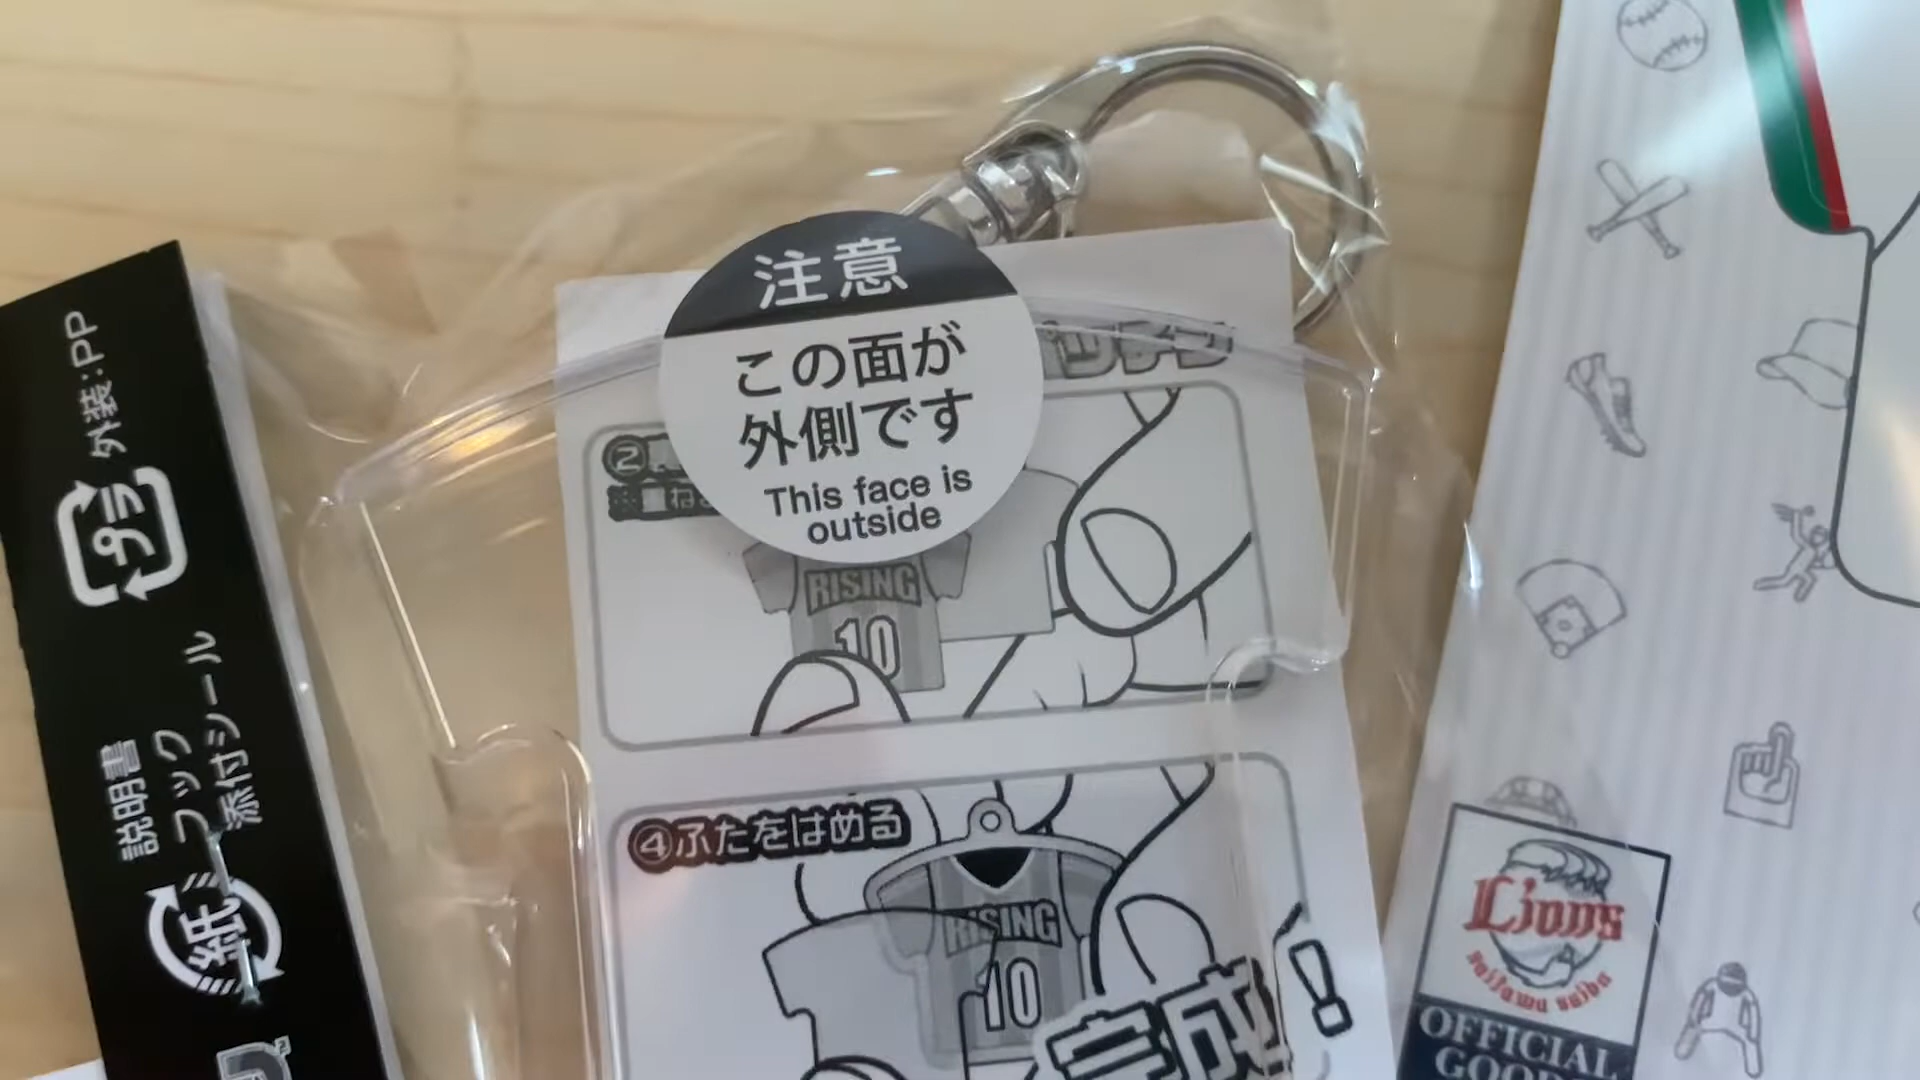 外装:PP
プラ
説明書
フック
添付シール
紙
注意
この面が
外側です
This face is
outside
②
RISING
10
④ふたをはめる
RISING
10
完成!
Lions
saitama seibu
OFFICIAL